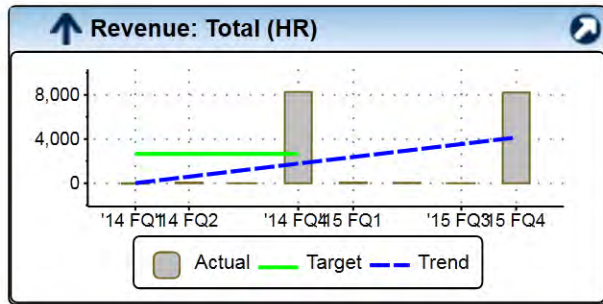 Revenue: Total (HR)
8,000
4,000
0
'14 FQ1 '14 FQ2 '14 FQ4 '15 FQ1 '15 FQ3 '15 FQ4
Actual Target Trend